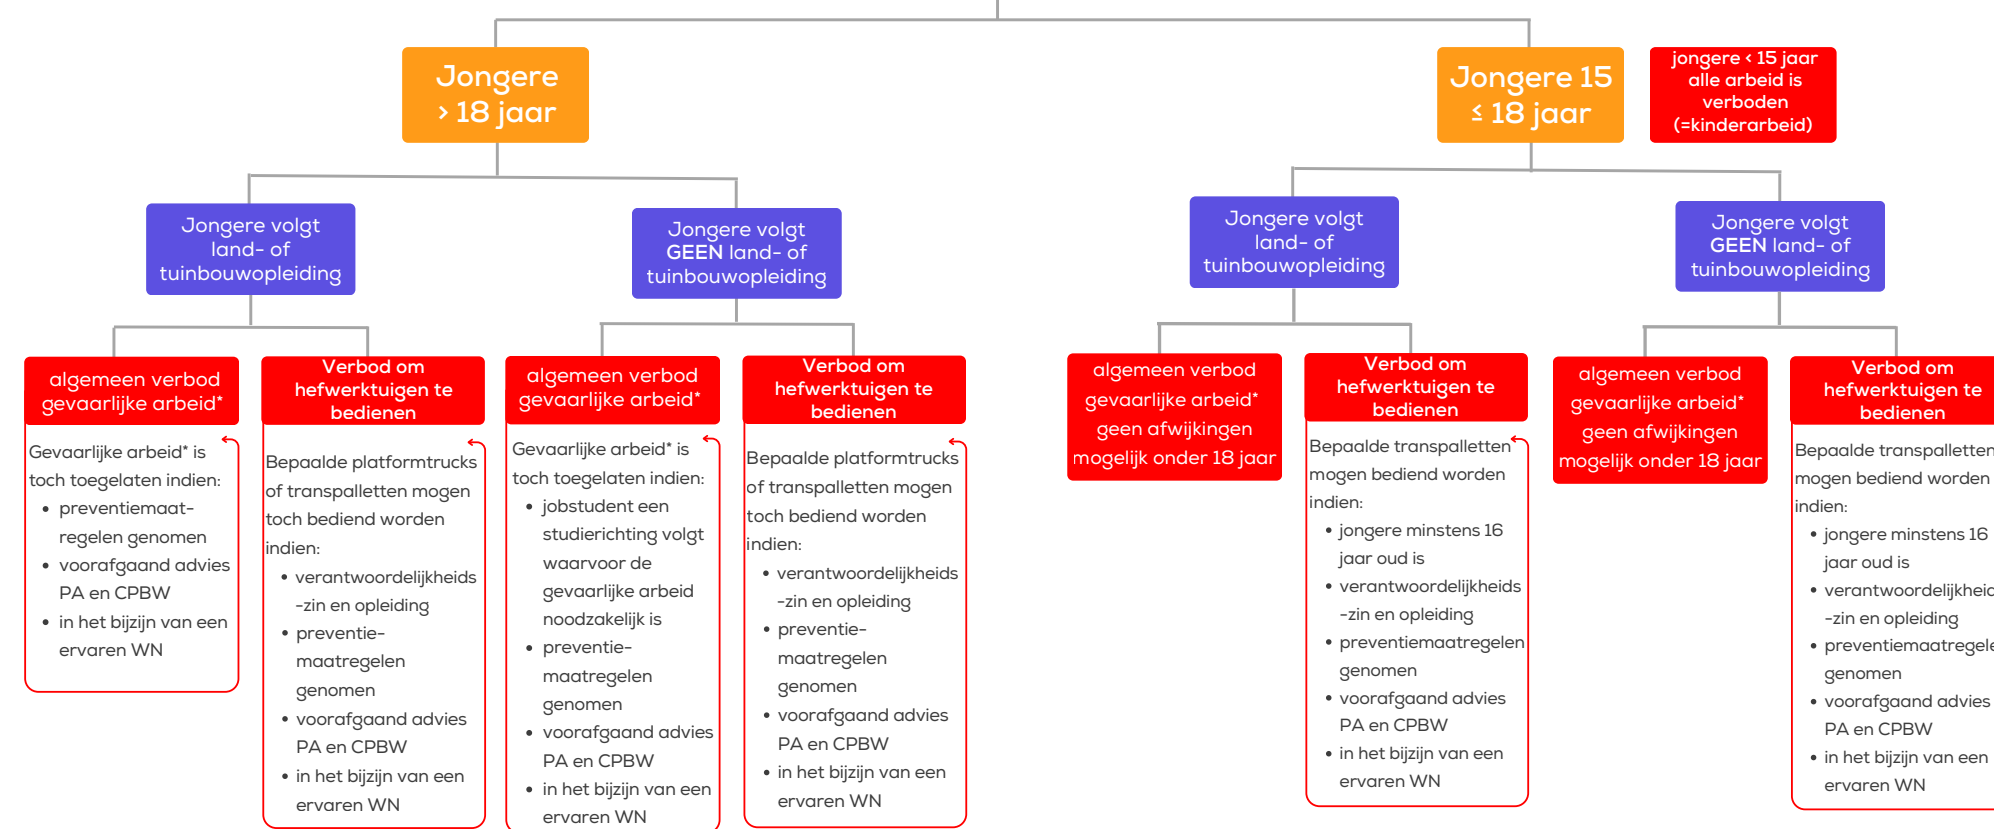 Jongere
> 18 jaar
Jongere 15
≤ 18 jaar
jongere < 15 jaar
alle arbeid is
verboden
(=kinderarbeid)
Jongere volgt
land- of
tuinbouwopleiding
Jongere volgt
GEEN land- of
tuinbouwopleiding
Jongere volgt
land- of
tuinbouwopleiding
Jongere volgt
GEEN land- of
tuinbouwopleiding
algemeen verbod
gevaarlijke arbeid*
Gevaarlijke arbeid* is
toch toegelaten indien:
• preventiemaat-
regelen genomen
• voorafgaand advies
PA en CPBW
• in het bijzijn van een
ervaren WN
Verbod om
hefwerktuigen te
bedienen
Bepaalde platformtrucks
of transpalletten mogen
toch bediend worden
indien:
• verantwoordelijkheids
-zin en opleiding
• preventie-
maatregelen
genomen
• voorafgaand advies
PA en CPBW
• in het bijzijn van een
ervaren WN
algemeen verbod
gevaarlijke arbeid*
Gevaarlijke arbeid* is
toch toegelaten indien:
• jobstudent een
studierichting volgt
waarvoor de
gevaarlijke arbeid
noodzakelijk is
• preventie-
maatregelen
genomen
• voorafgaand advies
PA en CPBW
• in het bijzijn van een
ervaren WN
Verbod om
hefwerktuigen te
bedienen
Bepaalde platformtrucks
of transpalletten mogen
toch bediend worden
indien:
• verantwoordelijkheids
-zin en opleiding
• preventie-
maatregelen
genomen
• voorafgaand advies
PA en CPBW
• in het bijzijn van een
ervaren WN
algemeen verbod
gevaarlijke arbeid*
geen afwijkingen
mogelijk onder 18 jaar
Verbod om
hefwerktuigen te
bedienen
Bepaalde transpalletten
mogen bediend worden
indien:
• jongere minstens 16
jaar oud is
• verantwoordelijkheids
-zin en opleiding
• preventiemaatregelen
genomen
• voorafgaand advies
PA en CPBW
• in het bijzijn van een
ervaren WN
algemeen verbod
gevaarlijke arbeid*
geen afwijkingen
mogelijk onder 18 jaar
Verbod om
hefwerktuigen te
bedienen
Bepaalde transpalletten
mogen bediend worden
indien:
• jongere minstens 16
jaar oud is
• verantwoordelijkheid
-zin en opleiding
• preventiemaatregele
genomen
• voorafgaand advies
PA en CPBW
• in het bijzijn van een
ervaren WN